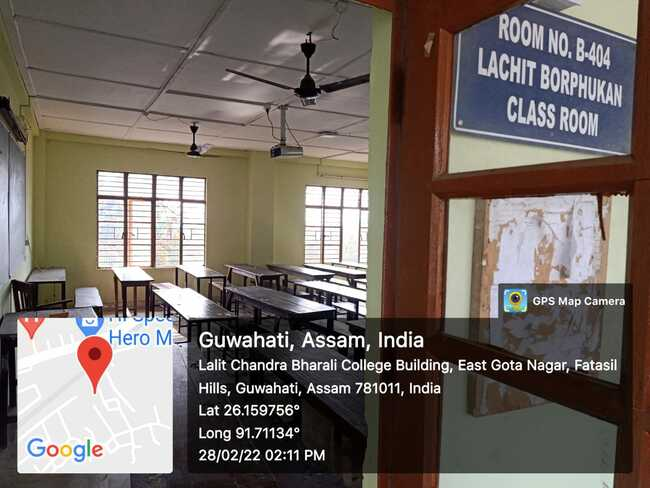 ROOM NO. B-404
LACHIT BORPHUKAN
CLASS ROOM
GPS Map Camera
Hero M
Google
Guwahati, Assam, India
Lalit Chandra Bharali College Building, East Gota Nagar, Fatasil
Hills, Guwahati, Assam 781011, India
Lat 26.159756°
Long 91.71134°
28/02/22 02:11 PM